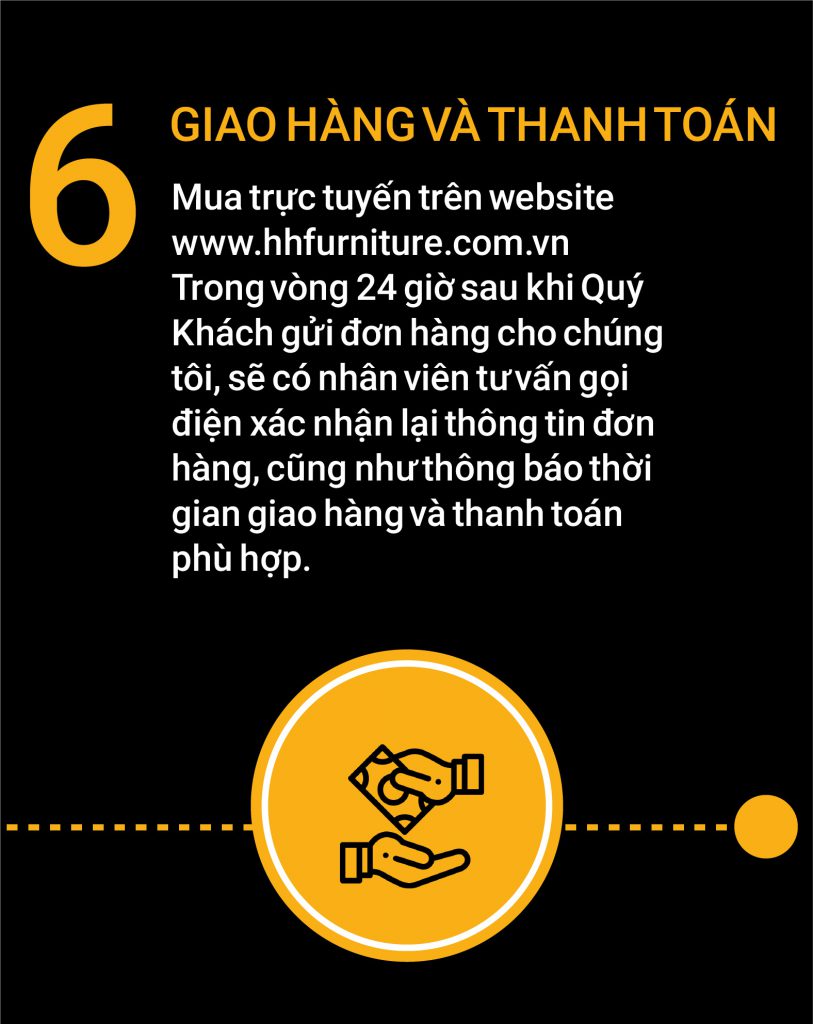 6
GIAO HÀNG VÀ THANH TOÁN
Mua trực tuyến trên website
www.hhfurniture.com.vn
Trong vòng 24 giờ sau khi Quý
Khách gửi đơn hàng cho chúng
tôi, sẽ có nhân viên tư vấn gọi
điện xác nhận lại thông tin đơn
hàng, cũng như thông báo thời
gian giao hàng và thanh toán
phù hợp.